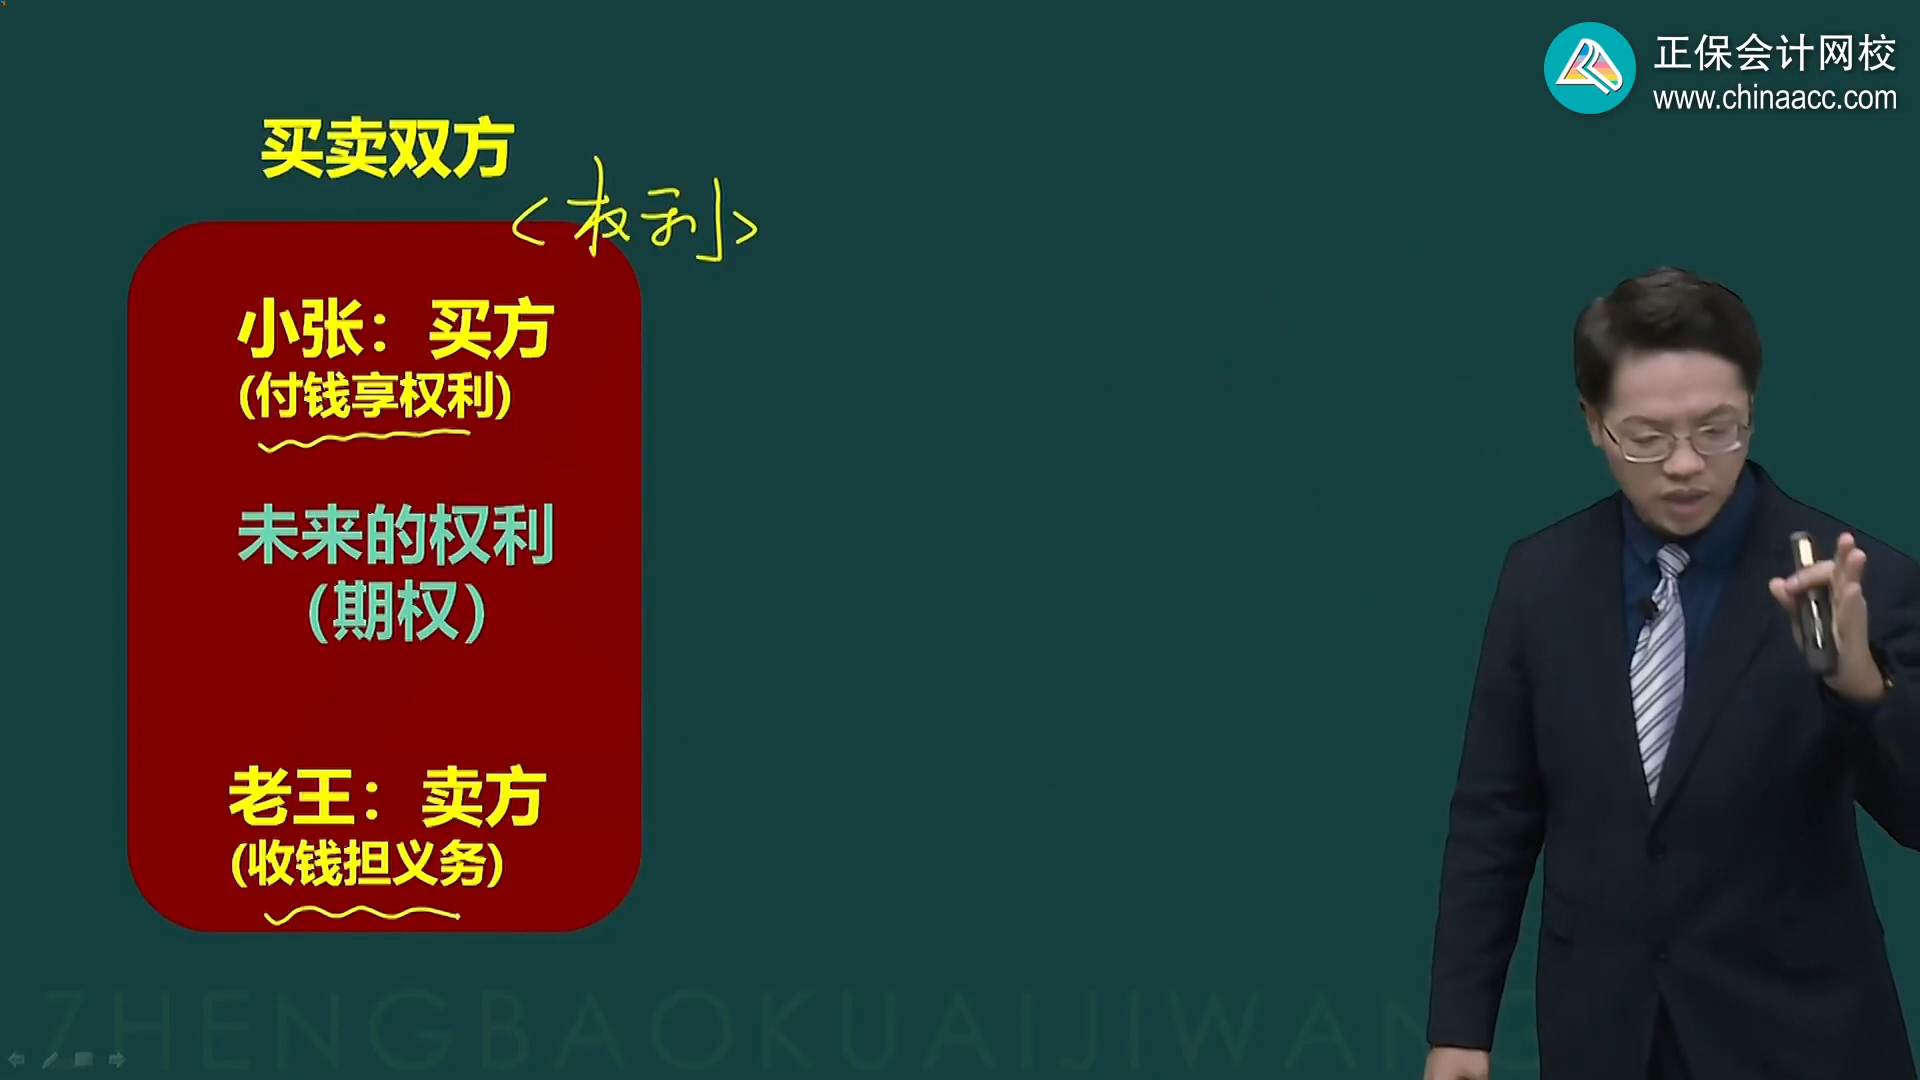 正保会计网校
www.chinaacc.com
买卖双方
<权利>
小张：买方
(付钱享权利)
未来的权利
(期权)
老王：卖方
(收钱担义务)
ZHENGBAOKUAIJIWANG